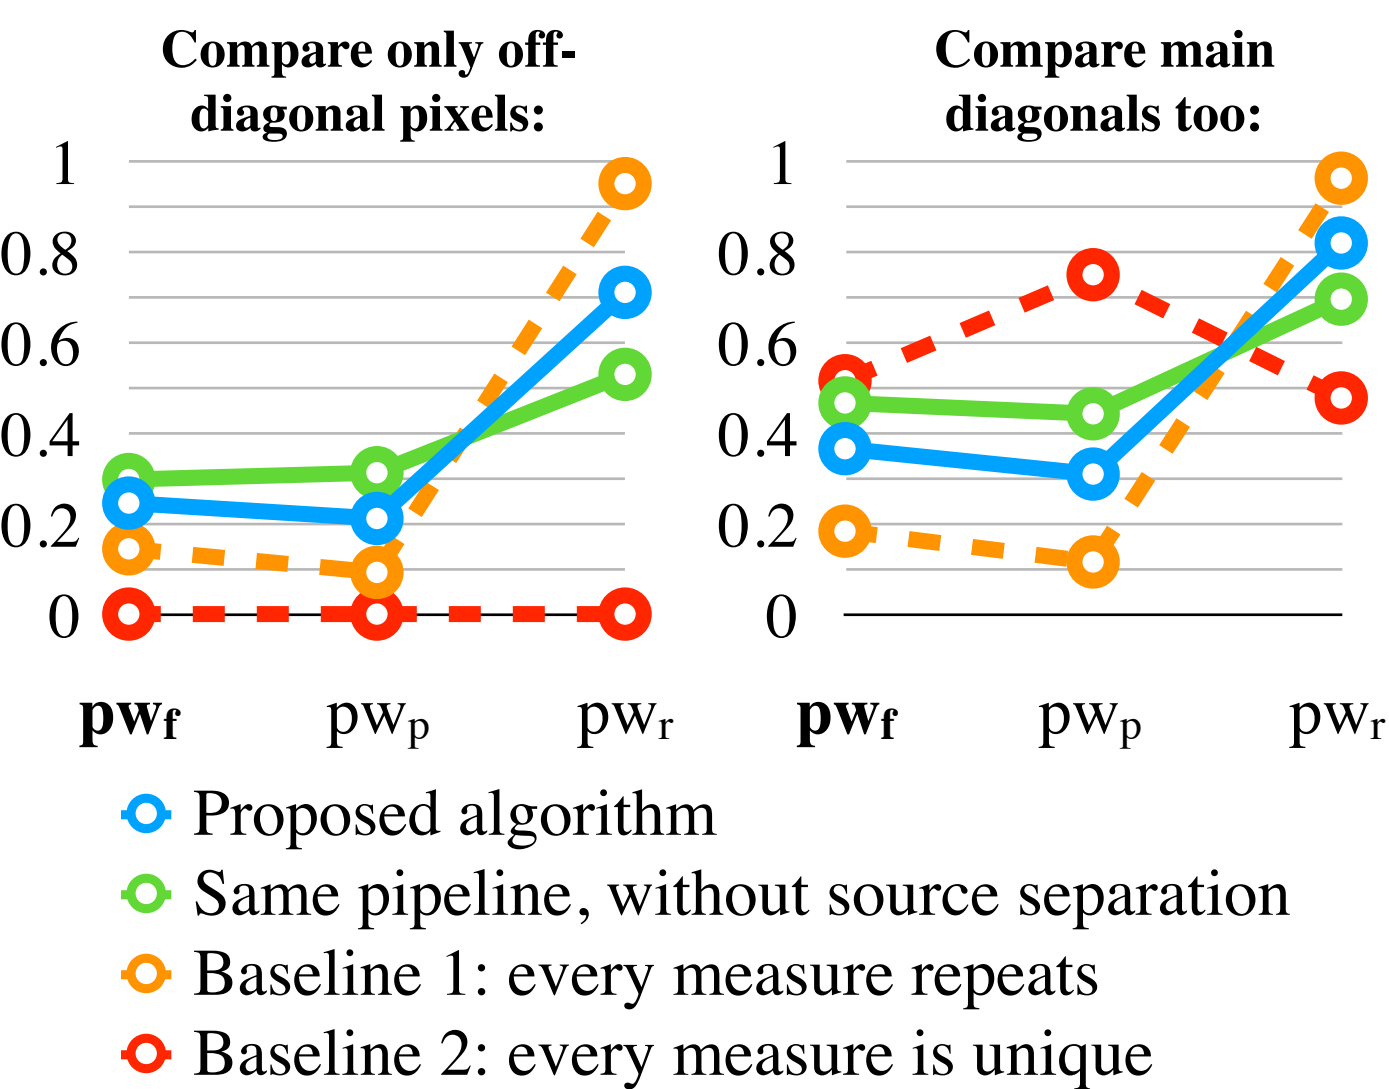 Compare only off-
diagonal pixels:
1
0.8
0.6
0.4
0.2
0
pwf pwp pwr
Compare main
diagonals too:
1
0.8
0.6
0.4
0.2
0
pwf pwp pwr
Proposed algorithm
Same pipeline, without source separation
Baseline 1: every measure repeats
Baseline 2: every measure is unique